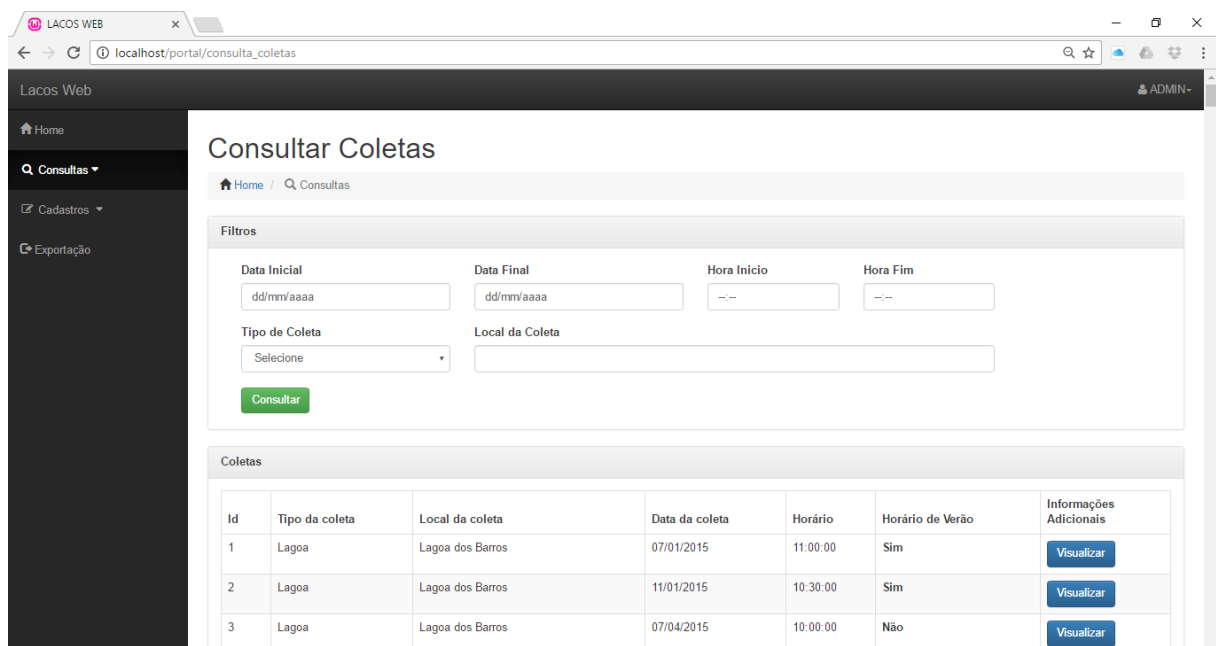 LACOS WEB
localhost/portal/consulta_coletas
Lacos Web
ADMIN
Home
Consultas
Cadastros
Exportação
Consultar Coletas
Home / Consultas
Filtros
Data Inicial Data Final Hora Inicio Hora Fim
dd/mm/aaaa dd/mm/aaaa --:-- --:--
Tipo de Coleta Local da Coleta
Selecione
Consultar
Coletas
Id Tipo da coleta Local da coleta Data da coleta Horário Horário de Verão Informações Adicionais
1 Lagoa Lagoa dos Barros 07/01/2015 11:00:00 Sim Visualizar
2 Lagoa Lagoa dos Barros 11/01/2015 10:30:00 Sim Visualizar
3 Lagoa Lagoa dos Barros 07/04/2015 10:00:00 Não Visualizar